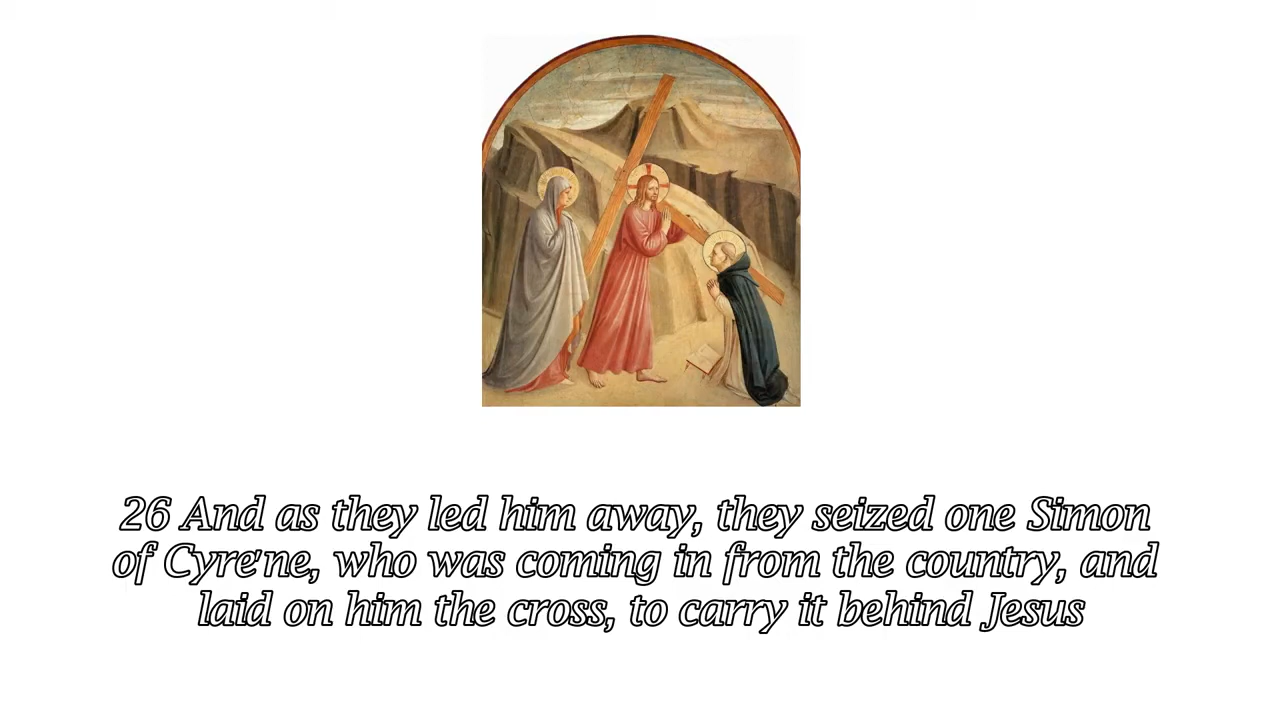 26 And as they led him away, they seized one Simon
of Cyre'ne, who was coming in from the country, and
laid on him the cross, to carry it behind Jesus